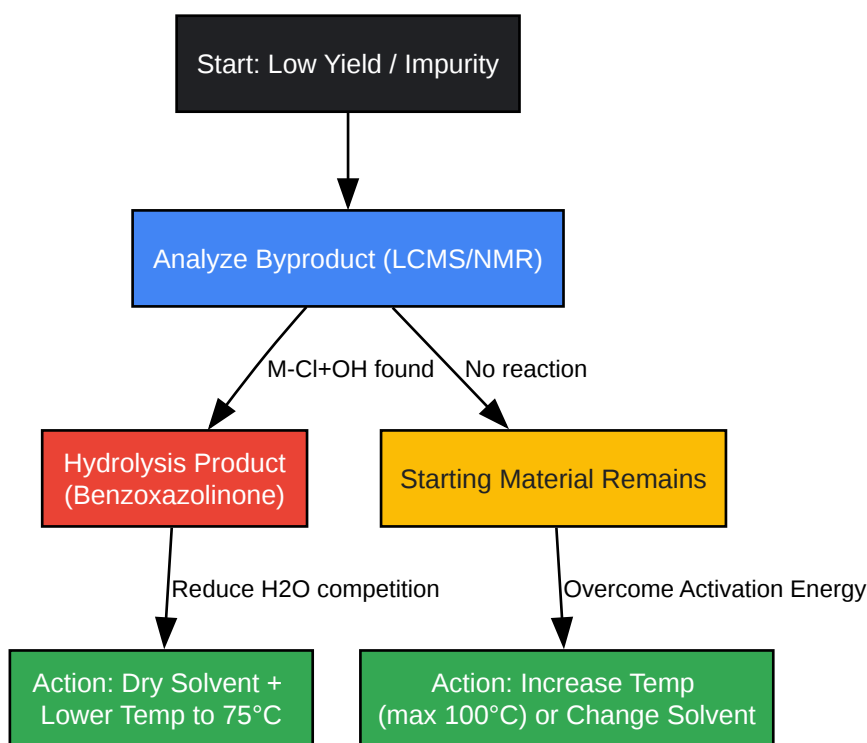 Start: Low Yield / Impurity
Analyze Byproduct (LCMS/NMR)
M-Cl+OH found
No reaction
Hydrolysis Product
(Benzoxazolinone)
Starting Material Remains
Reduce H2O competition
Overcome Activation Energy
Action: Dry Solvent +
Lower Temp to 75°C
Action: Increase Temp
(max 100°C) or Change Solvent